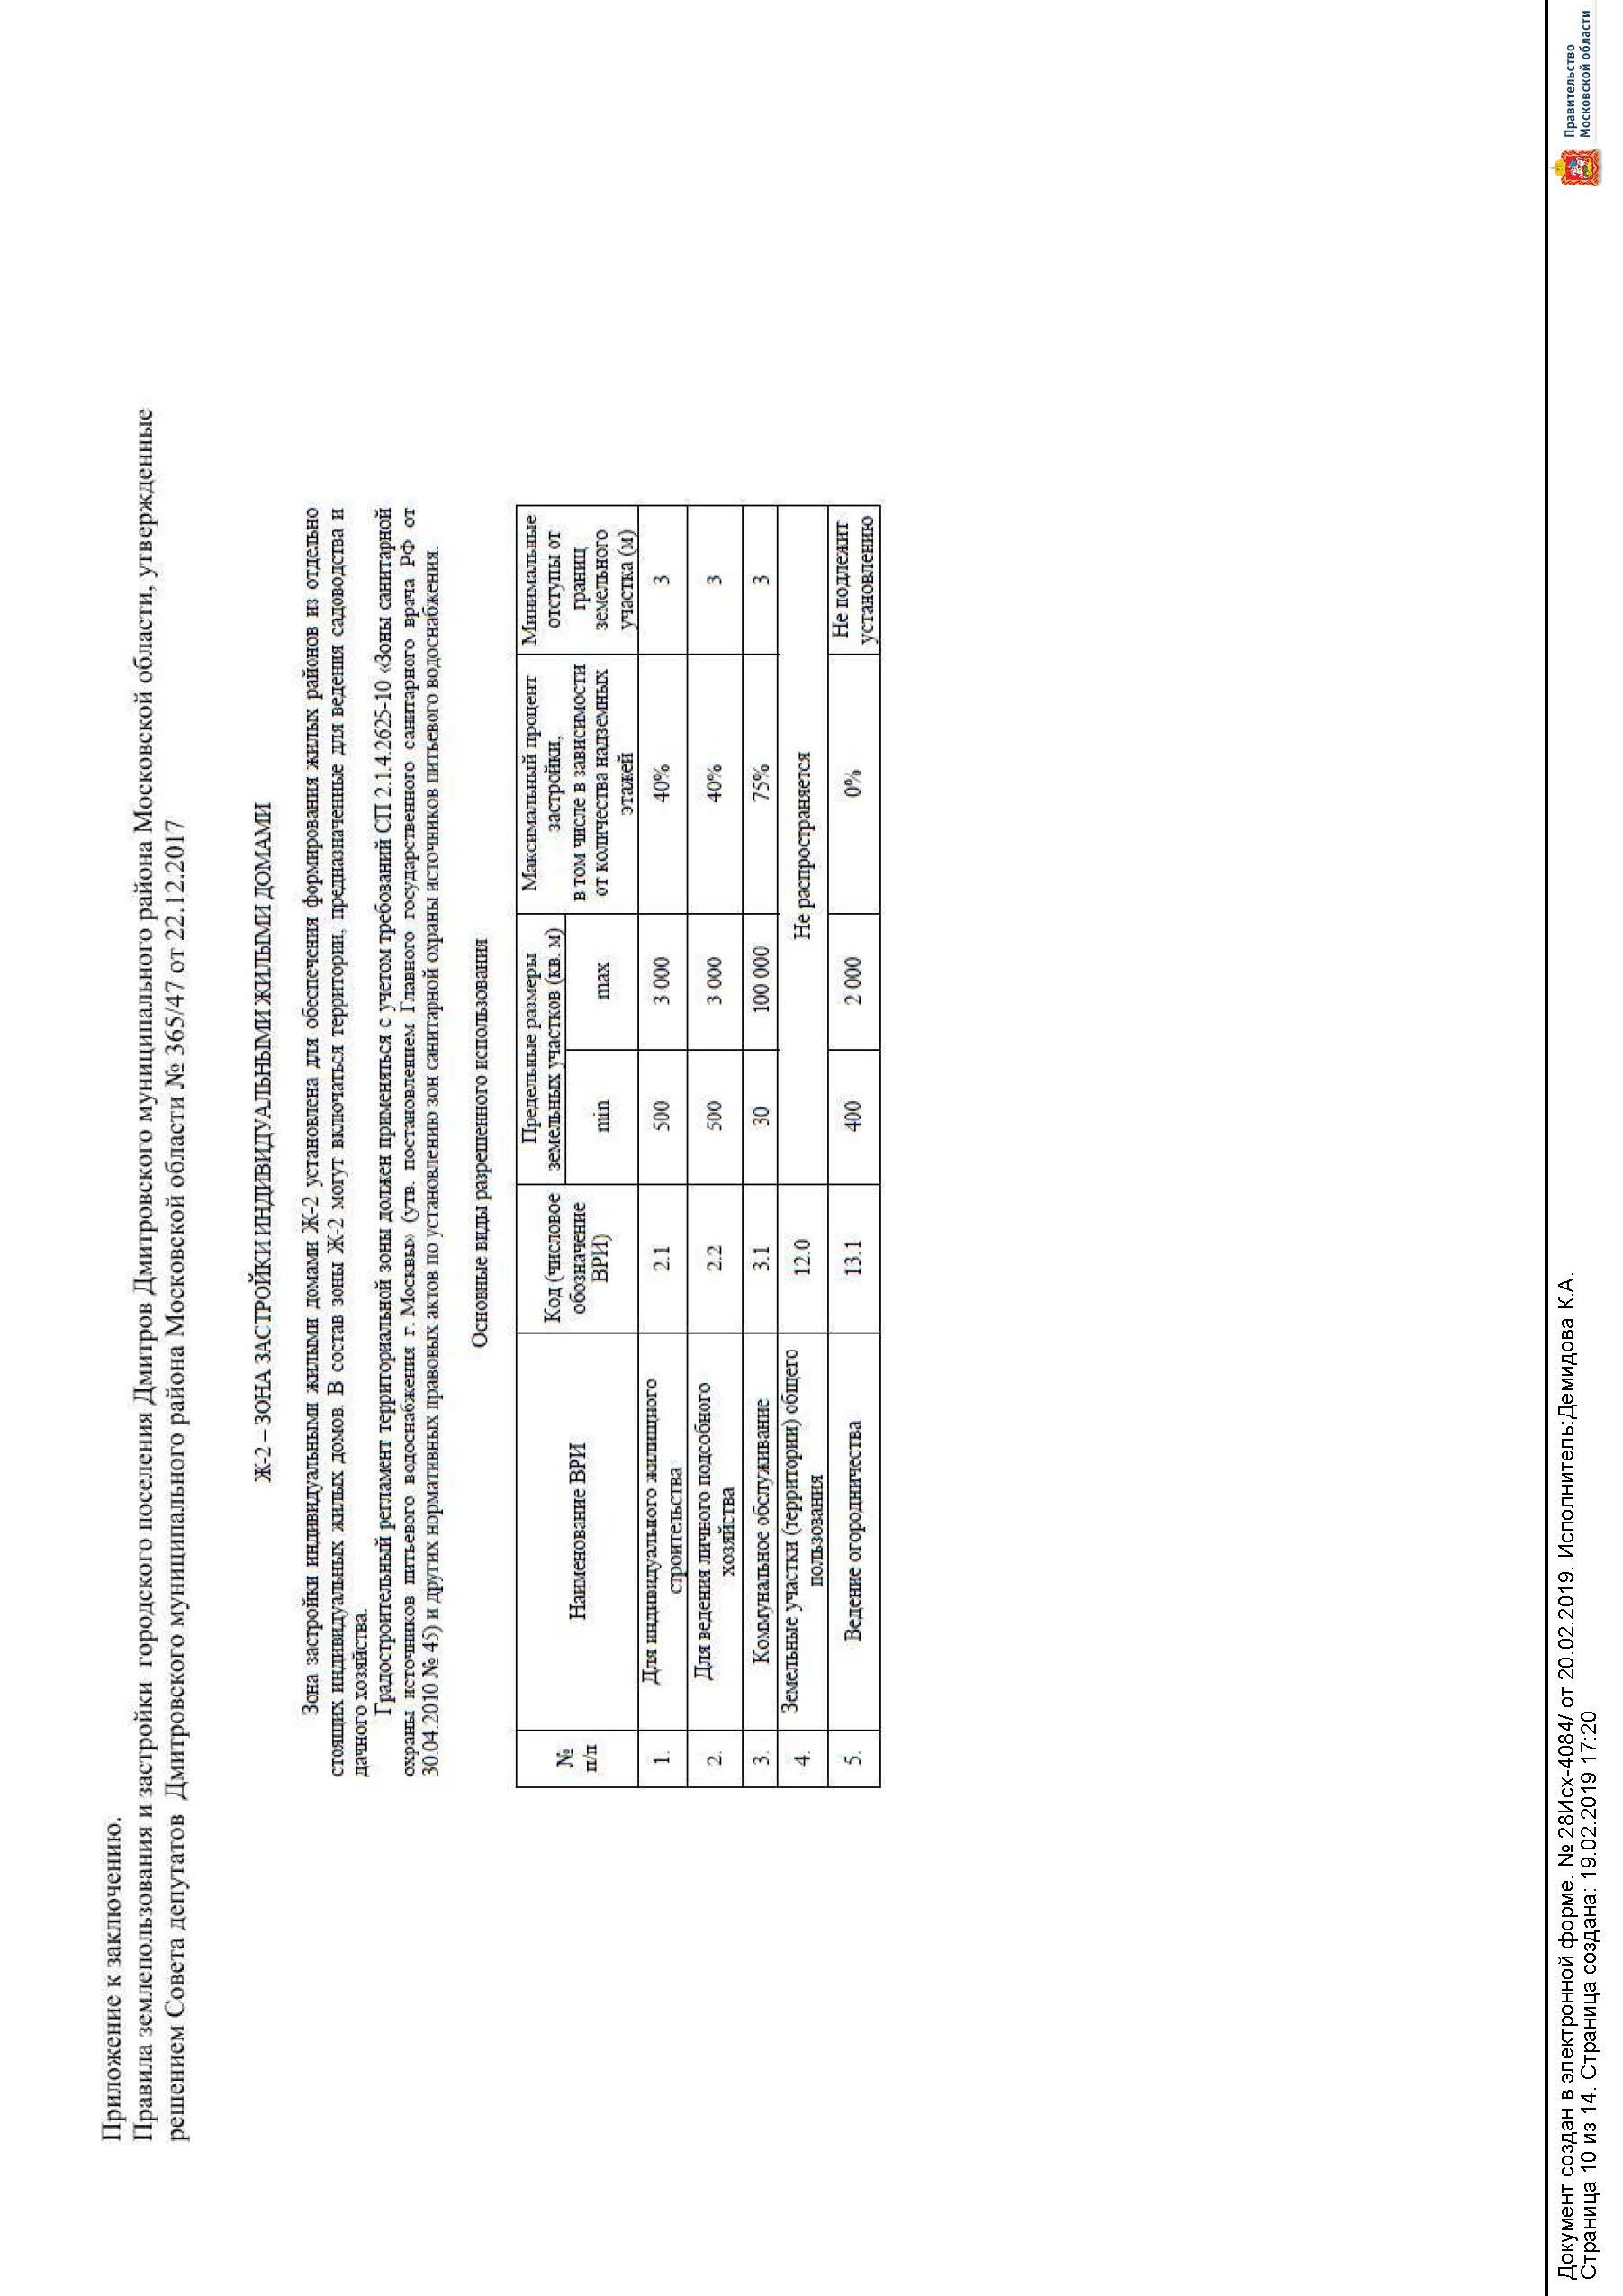 Приложение к заключению.
Правила землепользования и застройки городского поселения Дмитров Дмитровского муниципального района Московской области, утвержденные
решением Совета депутатов Дмитровского муниципального района Московской области № 365/47 от 22.12.2017
Ж-2 – ЗОНА ЗАСТРОЙКИ ИНДИВИДУАЛЬНЫМИ ЖИЛЫМИ ДОМАМИ
Зона застройки индивидуальными жилыми домами Ж-2 установлена для обеспечения формирования жилых районов из отдельно
стоящих индивидуальных жилых домов. В состав зоны Ж-2 могут включаться территории, предназначенные для ведения садоводства и
дачного хозяйства.
Градостроительный регламент территориальной зоны должен применяться с учетом требований СП 2.1.4.2625-10 «Зоны санитарной
охраны источников питьевого водоснабжения г. Москвы» (утв. постановлением Главного государственного санитарного врача РФ от
30.04.2010 № 45) и других нормативных правовых актов по установлению зон санитарной охраны источников питьевого водоснабжения.
Основные виды разрешенного использования
№
п/п
Наименование ВРИ
Код (числовое
обозначение
ВРИ)
Предельные размеры
земельных участков (кв. м)
min
max
Максимальный процент
застройки,
в том числе в зависимости
от количества надземных
этажей
Минимальные
отступы от
границ
земельного
участка (м)
1. Для индивидуального жилищного
строительства
2.1 500 3 000 40% 3
2. Для ведения личного подсобного
хозяйства
2.2 500 3 000 40% 3
3. Коммунальное обслуживание 3.1 30 100 000 75% 3
4. Земельные участки (территории) общего
пользования
12.0 Не распространяется
5. Ведение огородничества 13.1 400 2 000 0% Не подлежит
установлению
Документ создан в электронной форме. № 28Исх-4084/ от 20.02.2019. Исполнитель:Демидова К.А.
Страница 10 из 14. Страница создана: 19.02.2019 17:20
Правительство
Московской области